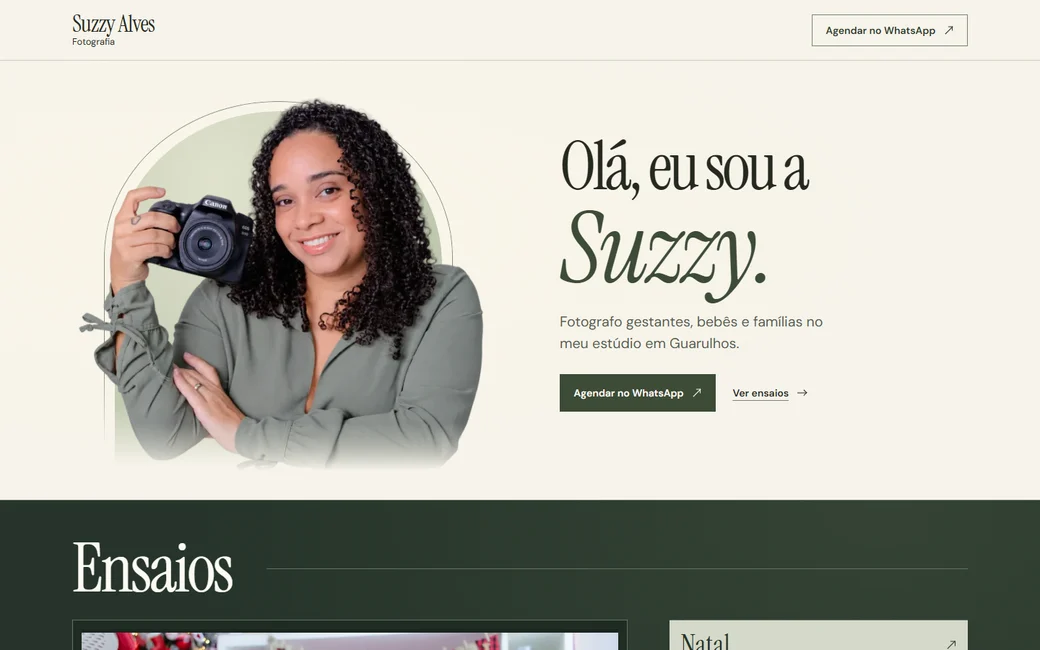 Suzzy Alves
Fotografia
Agendar no WhatsApp
Canon
Olá, eu sou a
Suzzy.
Fotografo gestantes, bebês e famílias no
meu estúdio em Guarulhos.
Agendar no WhatsApp
Ver ensaios
Ensaios
Natal